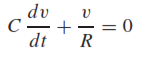 C dv/dt + v/R = 0